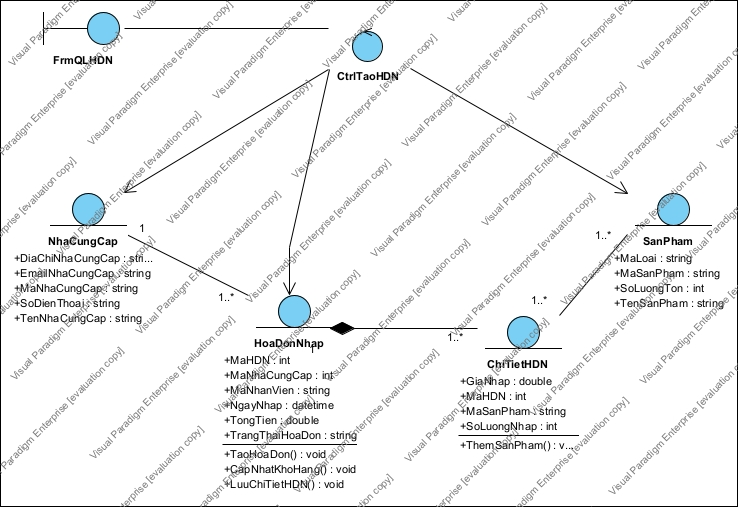 FrmQLHDN
CtrlTaoHDN
NhaCungCap
+DiaChiNhaCungCap : stri...
+EmailNhaCungCap : string
+MaNhaCungCap : string
+SoDienThoai : string
+TenNhaCungCap : string
1
1..*
HoaDonNhap
1
+MaHDN : int
+MaNhaCungCap : int
+MaNhanVien : string
+NgayNhap : datetime
+TongTien : double
+TrangThaiHoaDon : string
+TaoHoaDon() : void
+CapNhatKhoHang() : void
+LuuChiTietHDN() : void
1..*
ChiTietHDN
+GiaNhap : double
+MaHDN : int
+MaSanPham : string
+SoLuongNhap : int
+ThemSanPham() : v...
1..*
1..*
SanPham
+MaLoai : string
+MaSanPham : string
+SoLuongTon : int
+TenSanPham : string
Visual Paradigm Enterprise [evaluation copy]